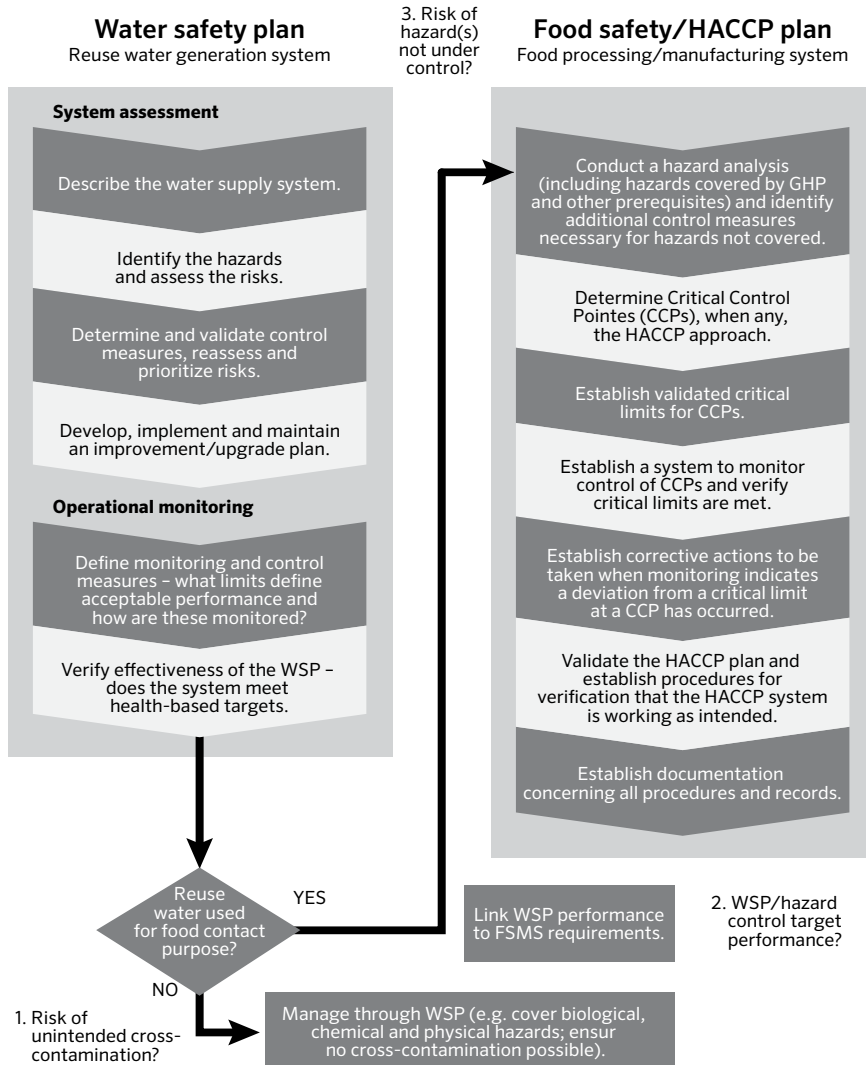 Water safety plan
Reuse water generation system
System assessment
Describe the water supply system.
Identify the hazards
and assess the risks.
Determine and validate control
measures, reassess and
prioritize risks.
Develop, implement and maintain
an improvement/upgrade plan.
Operational monitoring
Define monitoring and control
measures – what limits define
acceptable performance and
how are these monitored?
Verify effectiveness of the WSP –
does the system meet
health-based targets.
Reuse
water used
for food contact
purpose?
YES
NO
1. Risk of
unintended cross-
contamination?
Manage through WSP (e.g. cover biological,
chemical and physical hazards; ensur
no cross-contamination possible).
Link WSP performance
to FSMS requirements.
2. WSP/hazard
control target
performance?
3. Risk of
hazard(s)
not under
control?
Food safety/HACCP plan
Food processing/manufacturing system
Conduct a hazard analysis
(including hazards covered by GHP
and other prerequisites) and identify
additional control measures
necessary for hazards not covered.
Determine Critical Control
Pointes (CCPs), when any,
the HACCP approach.
Establish validated critical
limits for CCPs.
Establish a system to monitor
control of CCPs and verify
critical limits are met.
Establish corrective actions to be
taken when monitoring indicates
a deviation from a critical limit
at a CCP has occurred.
Validate the HACCP plan and
establish procedures for
verification that the HACCP system
is working as intended.
Establish documentation
concerning all procedures and records.